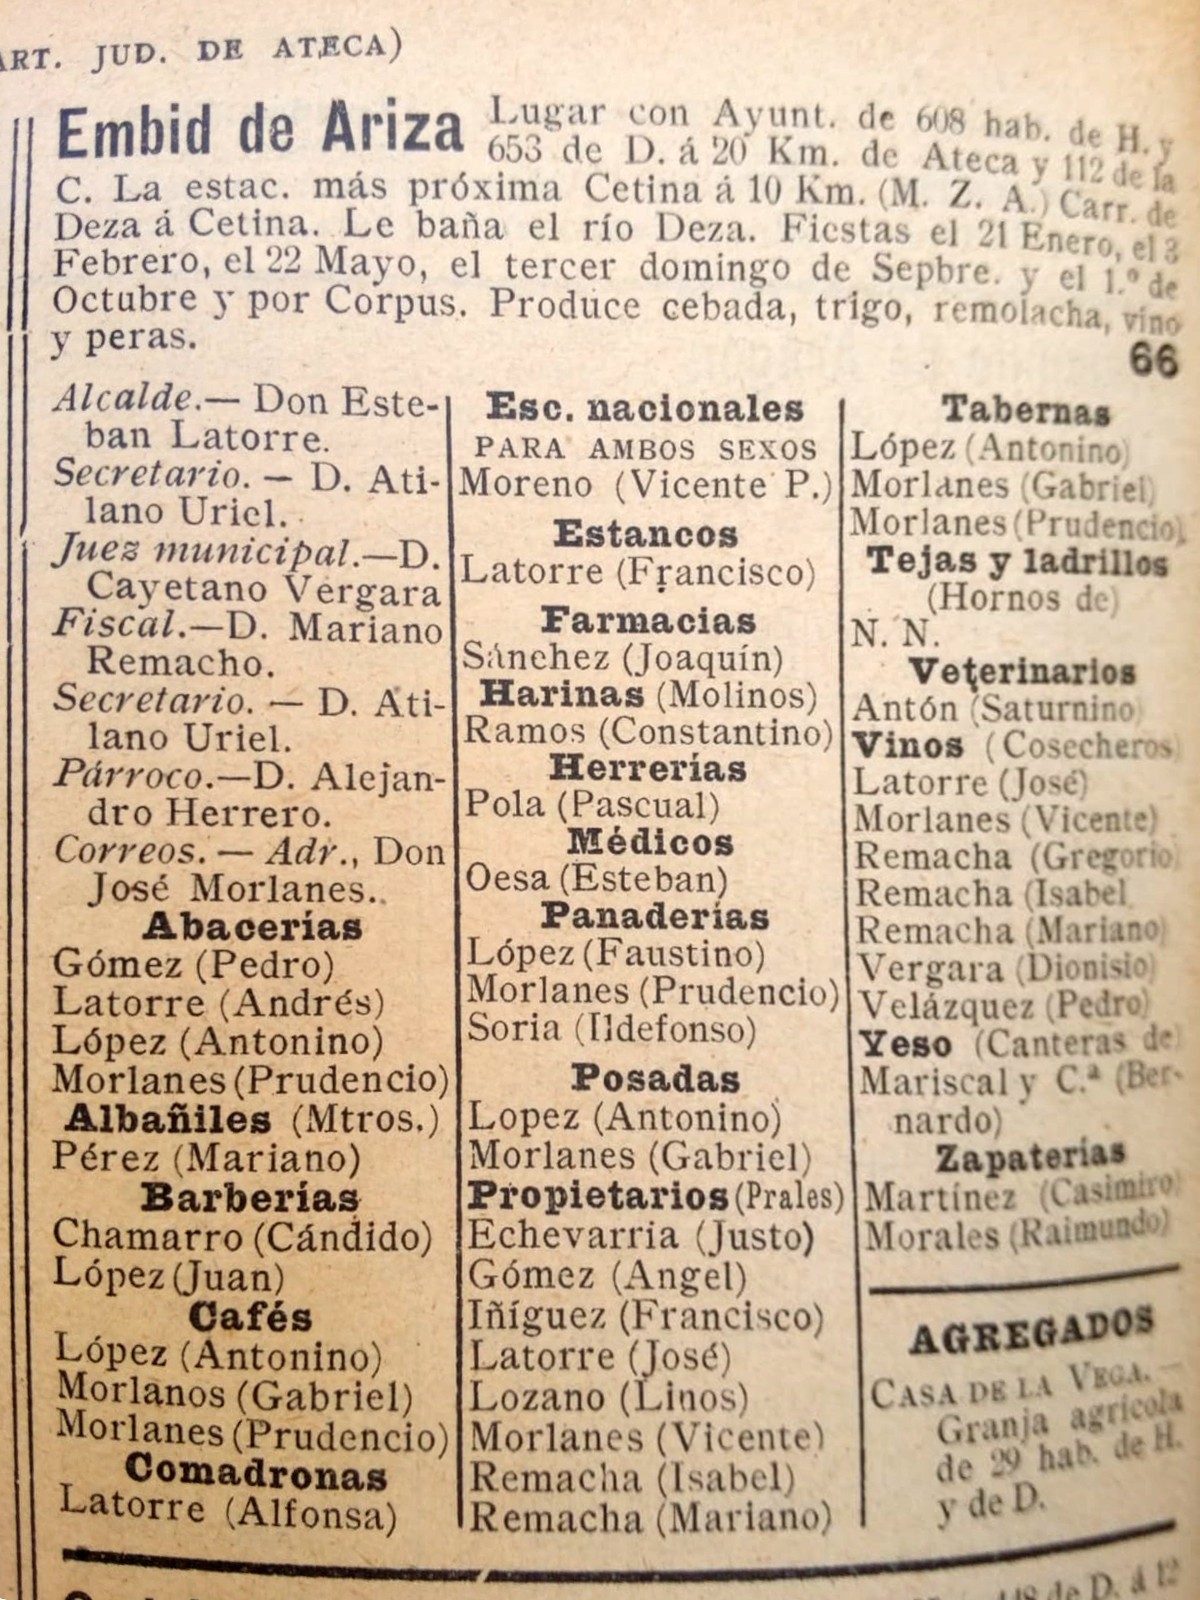 ART. JUD. DE ATECA)
Embid de Ariza Lugar con Ayunt. de 608 hab. de H. y
653 de D. á 20 Km. de Ateca y 112 de la
C. La estac. más próxima Cetina á 10 Km. (M. Z. A.) Carr. de
Deza á Cetina. Le baña el río Deza. Fiestas el 21 Enero, el 3
Febrero, el 22 Mayo, el tercer domingo de Sepbre. y el 1.º de
Octubre y por Corpus. Produce cebada, trigo, remolacha, vino
y peras.
66
Alcalde.— Don Este-
ban Latorre.
Secretario. — D. Ati-
lano Uriel.
Juez municipal.—D.
Cayetano Vergara
Fiscal.—D. Mariano
Remacho.
Secretario. — D. Ati-
lano Uriel.
Párroco.—D. Alejan-
dro Herrero.
Correos. — Adr., Don
José Morlanes..
Abacerías
Gómez (Pedro)
Latorre (Andrés)
López (Antonino)
Morlanes (Prudencio)
Albañiles (Mtros.)
Pérez (Mariano)
Barberías
Chamarro (Cándido)
López (Juan)
Cafés
López (Antonino)
Morlanos (Gabriel)
Morlanes (Prudencio)
Comadronas
Latorre (Alfonsa)
Esc. nacionales
PARA AMBOS SEXOS
Moreno (Vicente P.)
Estancos
Latorre (Francisco)
Farmacias
Sánchez (Joaquín)
Harinas (Molinos)
Ramos (Constantino)
Herrerías
Pola (Pascual)
Médicos
Oesa (Esteban)
Panaderías
López (Faustino)
Morlanes (Prudencio)
Soria (Ildefonso)
Posadas
Lopez (Antonino)
Morlanes (Gabriel)
Propietarios (Prales)
Echevarria (Justo)
Gómez (Angel)
Iñíguez (Francisco)
Latorre (José)
Lozano (Linos)
Morlanes (Vicente)
Remacha (Isabel)
Remacha (Mariano)
Tabernas
López (Antonino)
Morlanes (Gabriel)
Morlanes (Prudencio)
Tejas y ladrillos
(Hornos de)
N. N.
Veterinarios
Antón (Saturnino
Vinos (Cosecheros)
Latorre (José)
Morlanes (Vicente)
Remacha (Gregorio
Remacha (Isabel
Remacha (Mariano)
Vergara (Dionisio)
Velázquez (Pedro)
Yeso (Canteras de)
Mariscal y C.ª (Ber-
nardo)
Zapaterías
Martínez (Casimiro)
Morales (Raimundo)
AGREGADOS
CASA DE LA VEGA.—
Granja agrícola
de 29 hab. de H.
y de D.
448 de D. á 12